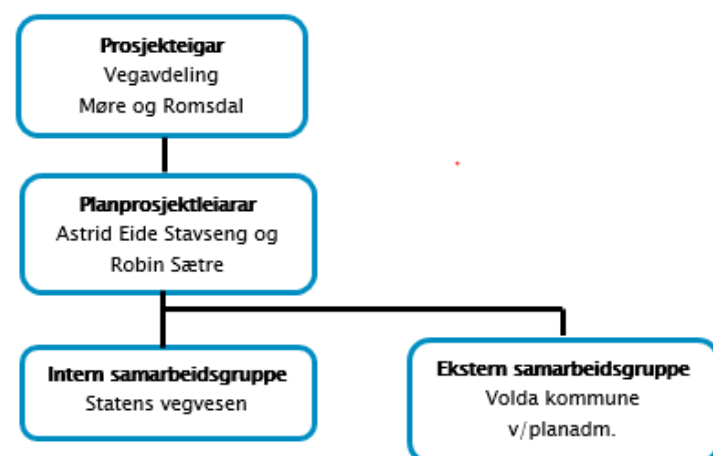 Prosjekteigar
Vegavdeling
Møre og Romsdal
Planprosjektleiarar
Astrid Eide Stavseng og
Robin Sætre
Intern samarbeidsgruppe
Statens vegvesen
Ekstern samarbeidsgruppe
Volda kommune
v/planadm.